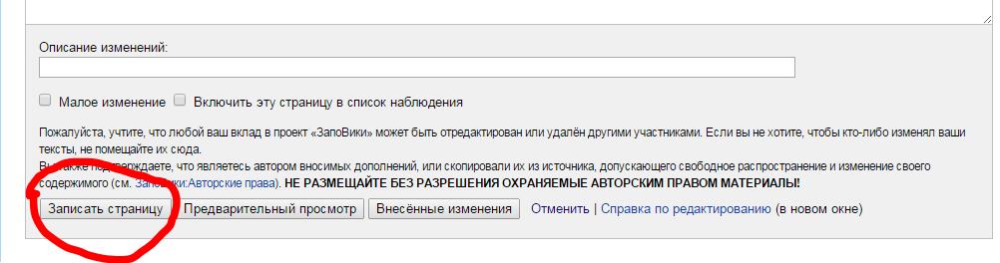 Описание изменений:
Малое изменение Включить эту страницу в список наблюдения
Пожалуйста, учтите, что любой ваш вклад в проект «ЗапоВики» может быть отредактирован или удалён другими участниками. Если вы не хотите, чтобы кто-либо изменял ваши
тексты, не помещайте их сюда.
Вы также подтверждаете, что являетесь автором вносимых дополнений, или скопировали их из источника, допускающего свободное распространение и изменение своего
содержимого (см. ЗапоВики:Авторские права). НЕ РАЗМЕЩАЙТЕ БЕЗ РАЗРЕШЕНИЯ ОХРАНЯЕМЫЕ АВТОРСКИМ ПРАВОМ МАТЕРИАЛЫ!
Записать страницу Предварительный просмотр Внесённые изменения Отменить | Справка по редактированию (в новом окне)